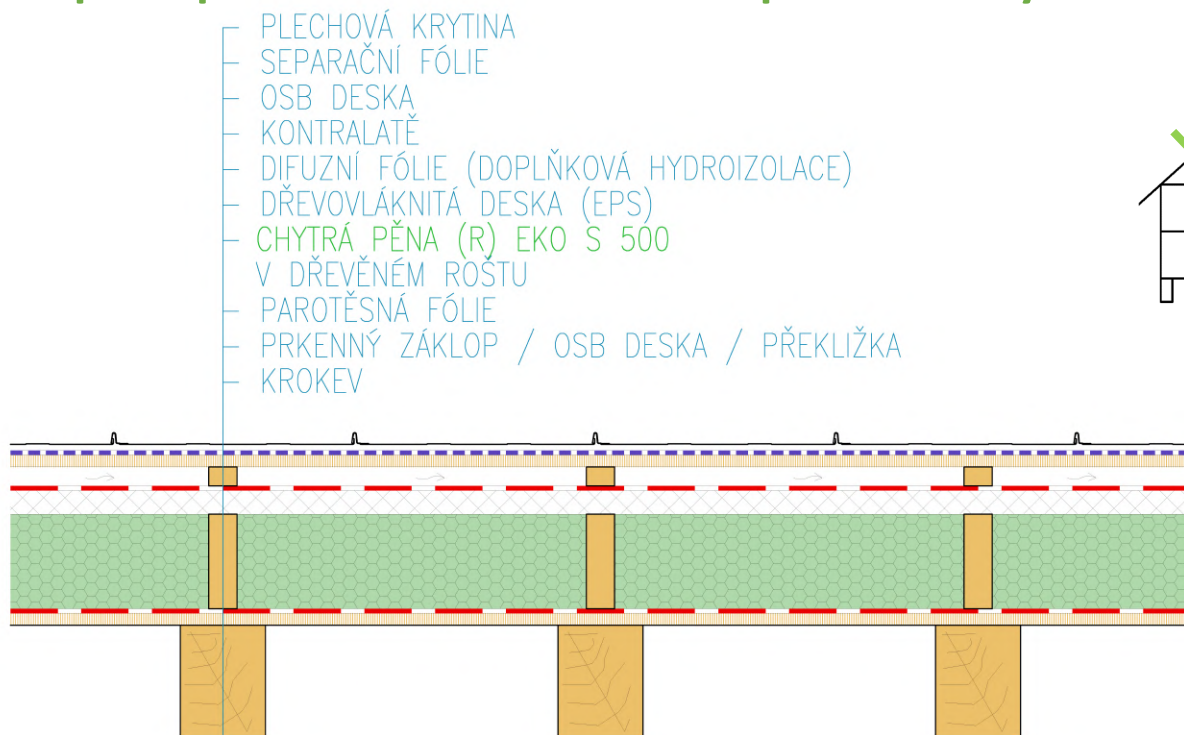 PLECHOVÁ KRYTINA
SEPARAČNÍ FÓLIE
OSB DESKA
KONTRALATĚ
DIFUZNÍ FÓLIE (DOPLŇKOVÁ HYDROIZOLACE)
DŘEVOVLÁKNITÁ DESKA (EPS)
CHYTRÁ PĚNA (R) EKO S 500
V DŘEVĚNÉM ROŠTU
PAROTĚSNÁ FÓLIE
PRKENNÝ ZÁKLOP / OSB DESKA / PŘEKLIŽKA
KROKEV